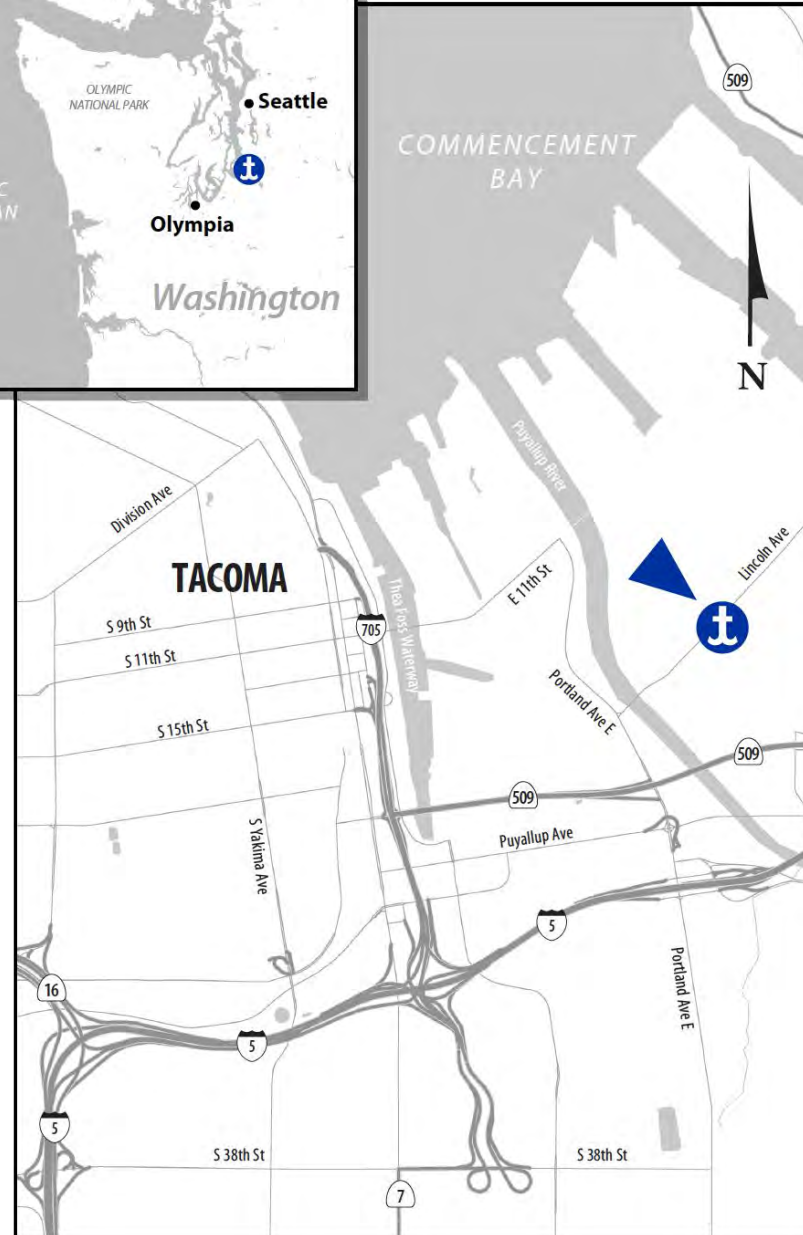 OLYMPIC
NATIONAL PARK
Seattle
Olympia
Washington
509
COMMENCEMENT
BAY
N
Puyallup River
Division Ave
TACOMA
Lincoln Ave
E 11th St
S 9th St
705
Thea Foss Waterway
S 11th St
Portland Ave E
S 15th St
509
509
S Yakima Ave
Puyallup Ave
5
Portland Ave E
16
5
5
S 38th St
S 38th St
7